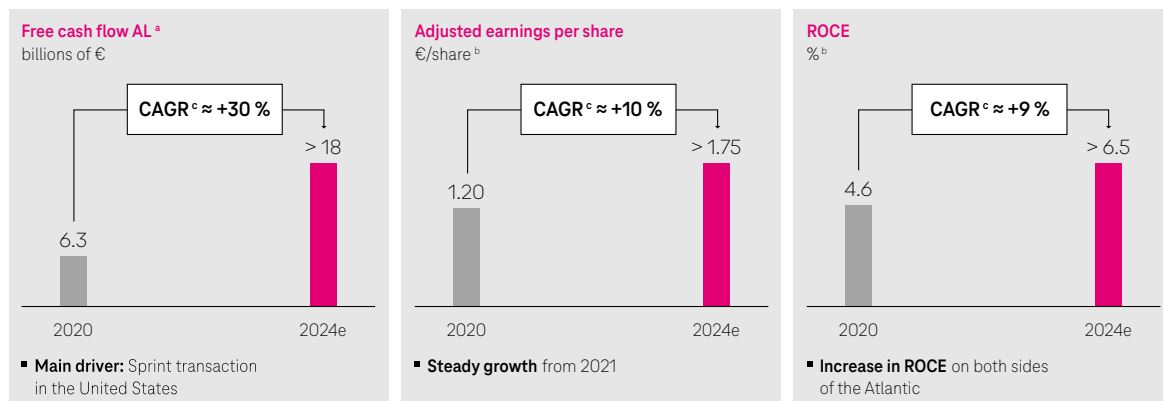 Free cash flow AL a
billions of €
CAGR c ≈ +30 %
> 18
6.3
2020
2024e
▪ Main driver: Sprint transaction
in the United States
Adjusted earnings per share
€/share b
CAGR c ≈ +10 %
> 1.75
1.20
2020
2024e
▪ Steady growth from 2021
ROCE
% b
CAGR c ≈ +9 %
> 6.5
4.6
2020
2024e
▪ Increase in ROCE on both sides
of the Atlantic